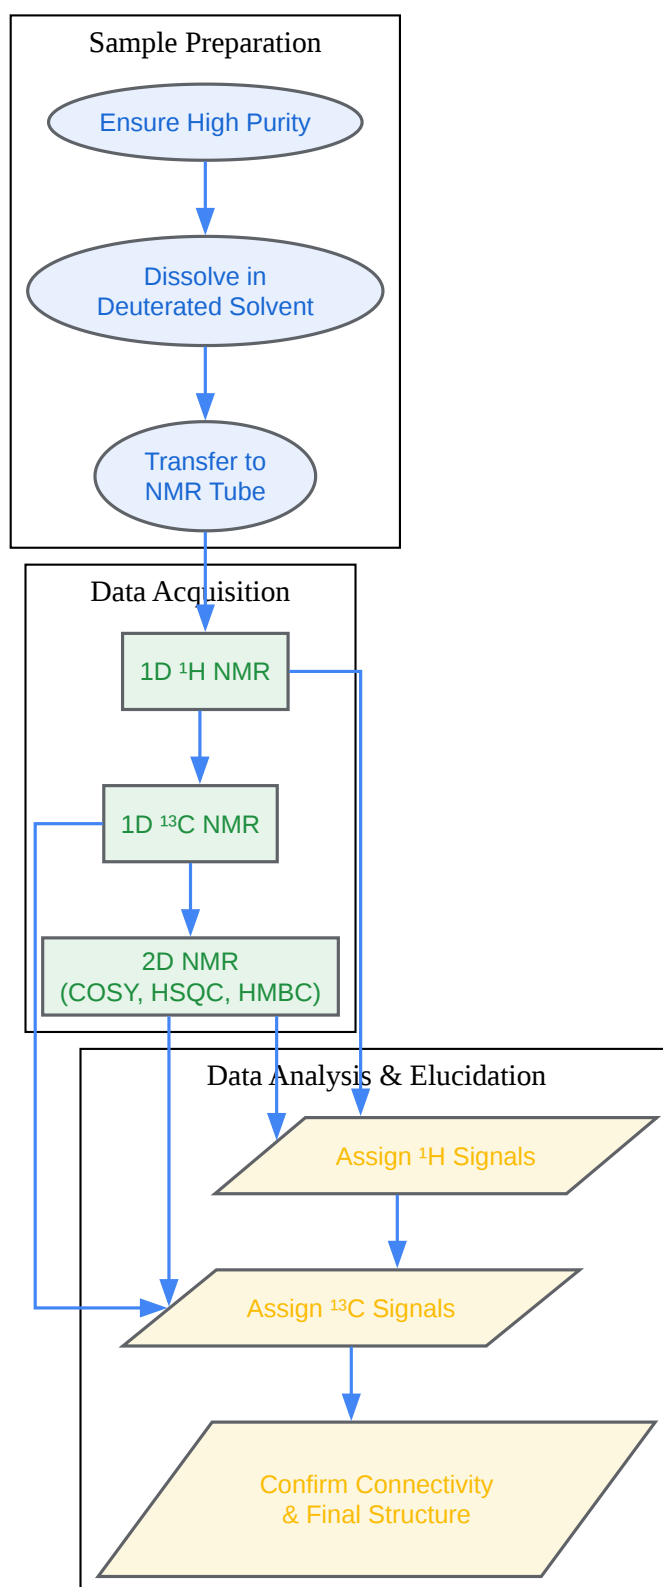 Sample Preparation
Ensure High Purity
Dissolve in
Deuterated Solvent
Transfer to
NMR Tube
Data Acquisition
1D ¹H NMR
1D ¹³C NMR
2D NMR
(COSY, HSQC, HMBC)
Data Analysis & Elucidation
Assign ¹H Signals
Assign ¹³C Signals
Confirm Connectivity
& Final Structure